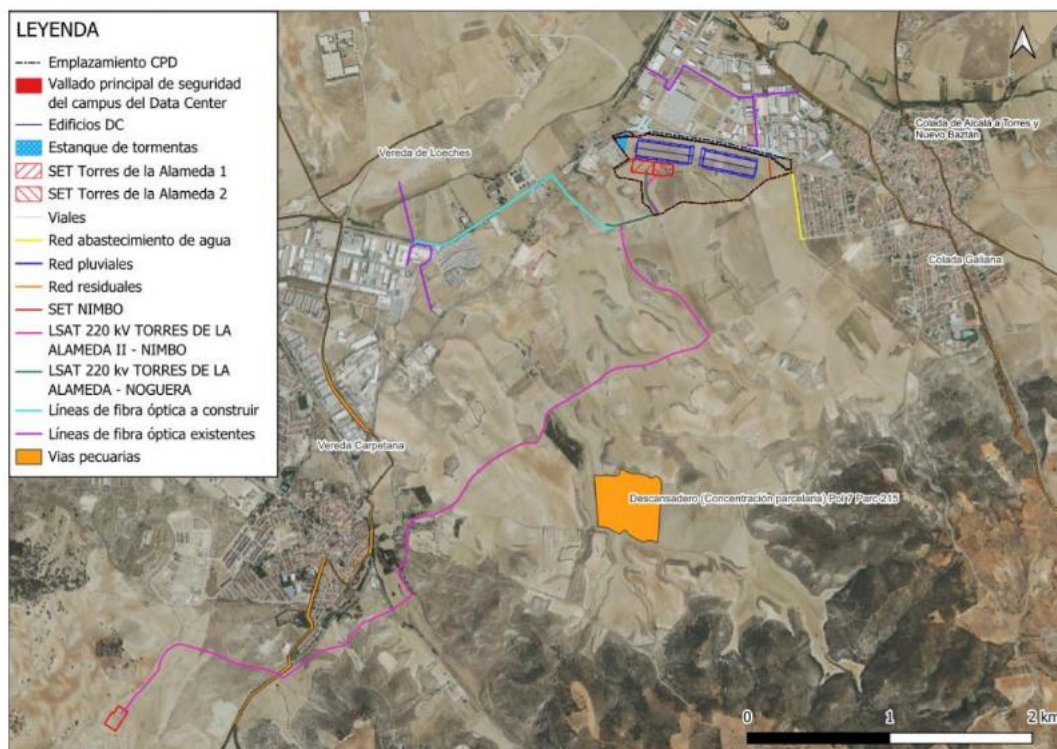 LEYENDA
Emplazamiento CPD
Vallado principal de seguridad
del campus del Data Center
Edificios DC
Estanque de tormentas
SET Torres de la Alameda 1
SET Torres de la Alameda 2
Viales
Red abastecimiento de agua
Red pluviales
Red residuales
SET NIMBO
LSAT 220 kV TORRES DE LA
ALAMEDA II - NIMBO
LSAT 220 kv TORRES DE LA
ALAMEDA - NOGUERA
Líneas de fibra óptica a construir
Líneas de fibra óptica existentes
Vias pecuarias
Colada de Alcalá a Torres y
Nuevo Baztán
Vereda de Loeches
Colada Galiana
Vereda Carpetana
Descansadero (Concentración parcelaria) Pol 7 Parc 215
0 1 2 km